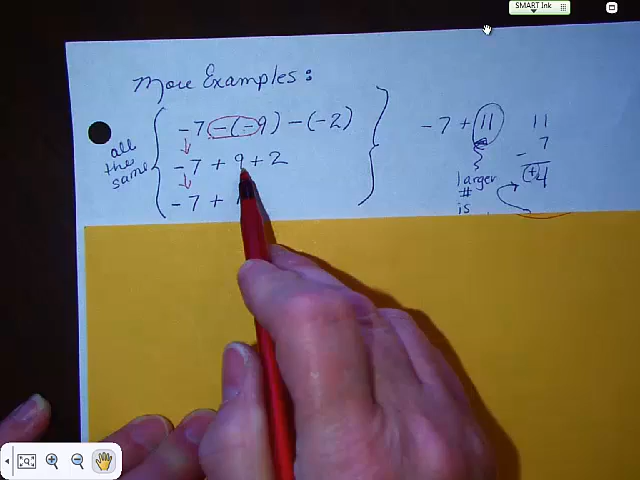 SMART Ink
More Examples:
all the same
-7 -(-9) -(-2)
-7 + 9 + 2
-7 +
-7 + 11
larger
#
is
11
- 7
+4